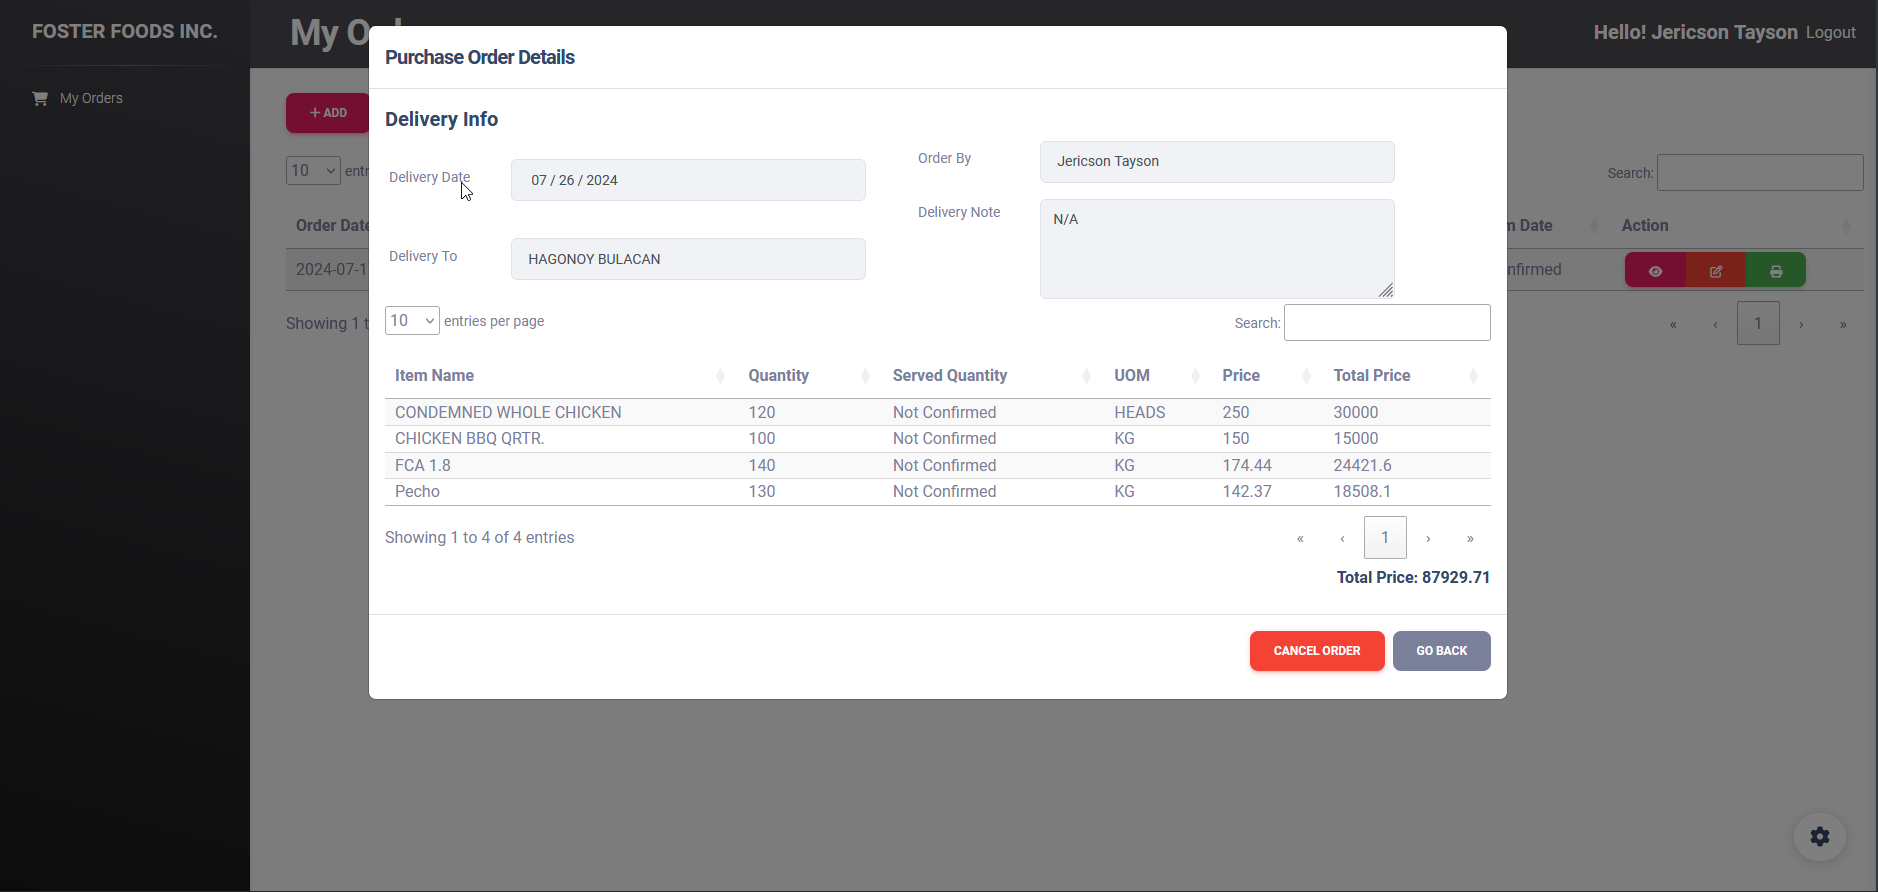 FOSTER FOODS INC.
My Orders
Hello! Jericson Tayson Logout
+ ADD
10
Search:
Order Date
Date
Action
2024-07-1
Showing 1
« ‹ 1 › »
Purchase Order Details
Delivery Info
Delivery Date
07 / 26 / 2024
Order By
Jericson Tayson
Delivery To
HAGONOY BULACAN
Delivery Note
N/A
10 entries per page
Search:
Item Name Quantity Served Quantity UOM Price Total Price
CONDEMNED WHOLE CHICKEN 120 Not Confirmed HEADS 250 30000
CHICKEN BBQ QRTR. 100 Not Confirmed KG 150 15000
FCA 1.8 140 Not Confirmed KG 174.44 24421.6
Pecho 130 Not Confirmed KG 142.37 18508.1
Showing 1 to 4 of 4 entries
« ‹ 1 › »
Total Price: 87929.71
CANCEL ORDER
GO BACK